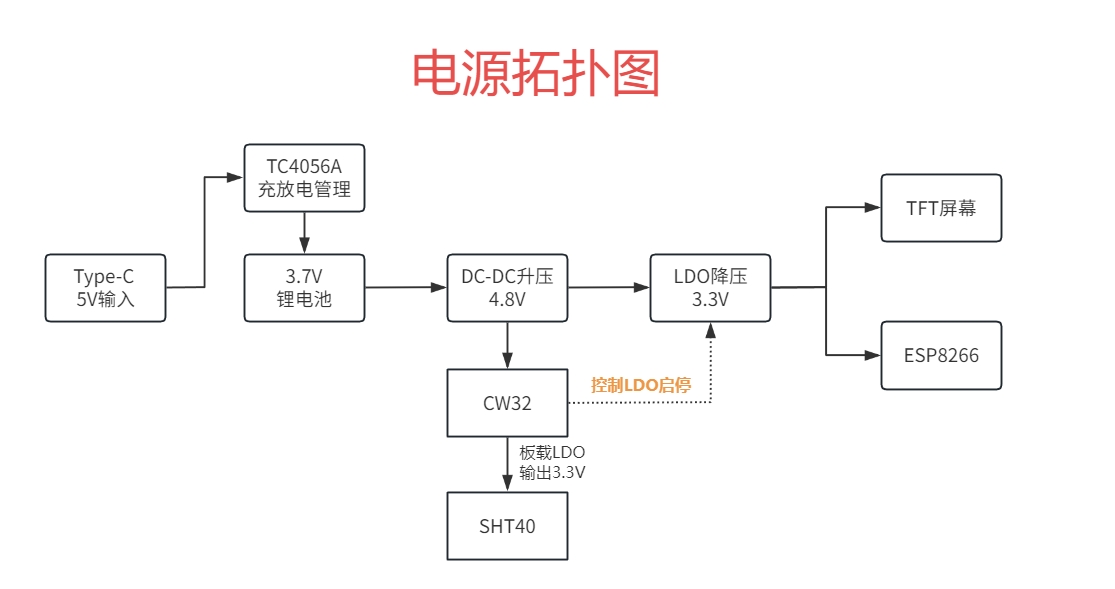 电源拓扑图
TC4056A
充放电管理
Type-C
5V输入
3.7V
锂电池
DC-DC升压
4.8V
LDO降压
3.3V
TFT屏幕
ESP8266
控制LDO启停
CW32
板载LDO
输出3.3V
SHT40